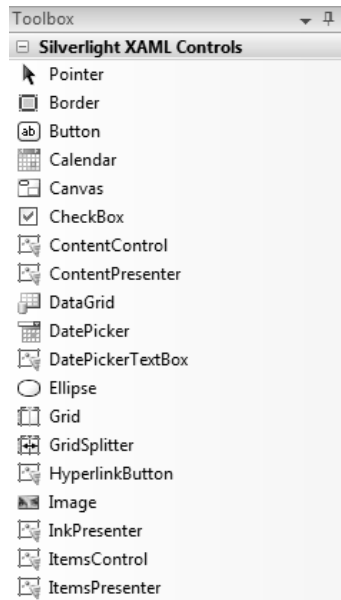 Toolbox
Silverlight XAML Controls
Pointer
Border
ab Button
Calendar
Canvas
CheckBox
ContentControl
ContentPresenter
DataGrid
DatePicker
DatePickerTextBox
Ellipse
Grid
GridSplitter
HyperlinkButton
Image
InkPresenter
ItemsControl
ItemsPresenter